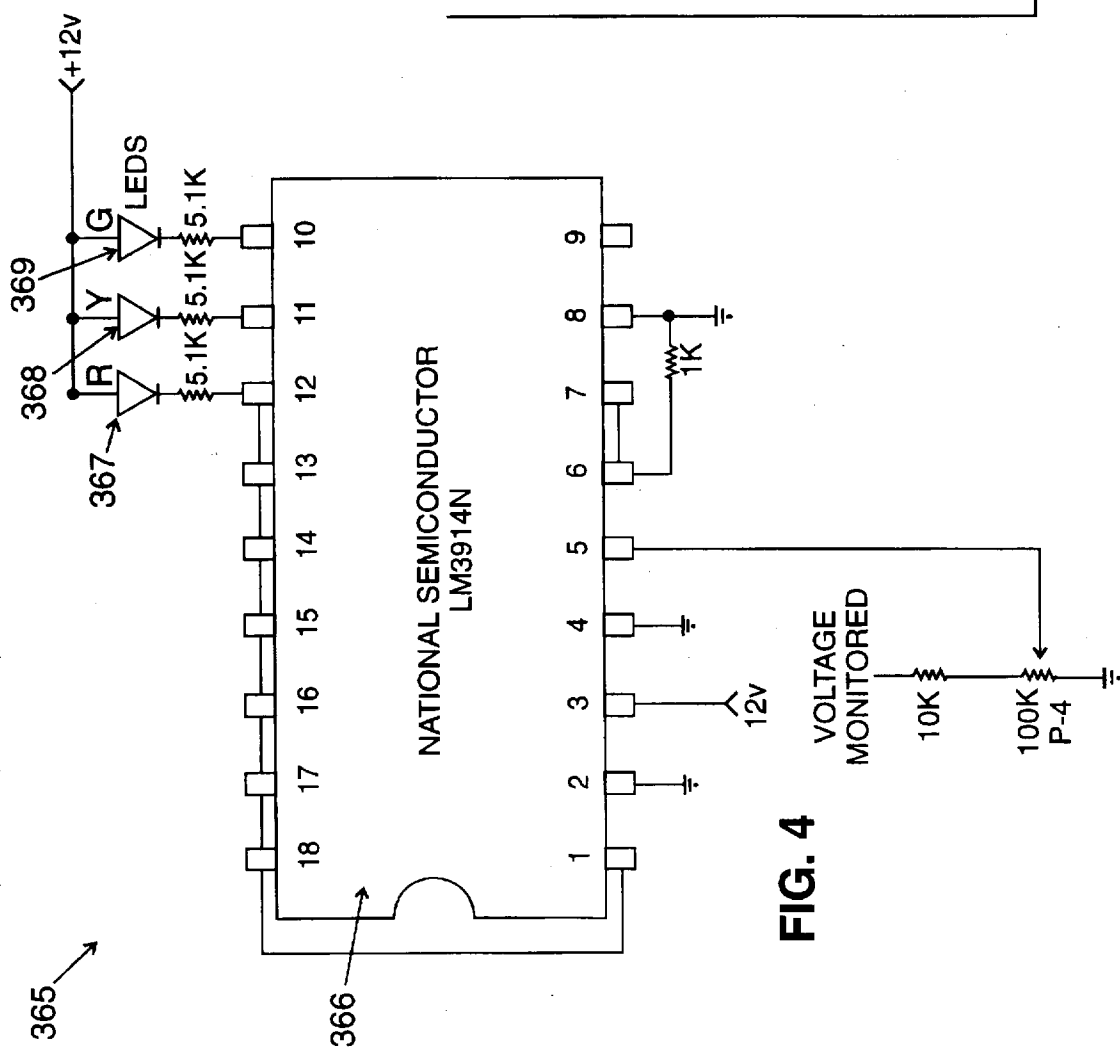 365
366
367
368
369
+12v
R
Y
G
LEDS
5.1K
5.1K
5.1K
18
17
16
15
14
13
12
11
10
NATIONAL SEMICONDUCTOR
LM3914N
1
2
3
4
5
6
7
8
9
12v
1K
VOLTAGE
MONITORED
10K
100K
P-4
FIG. 4